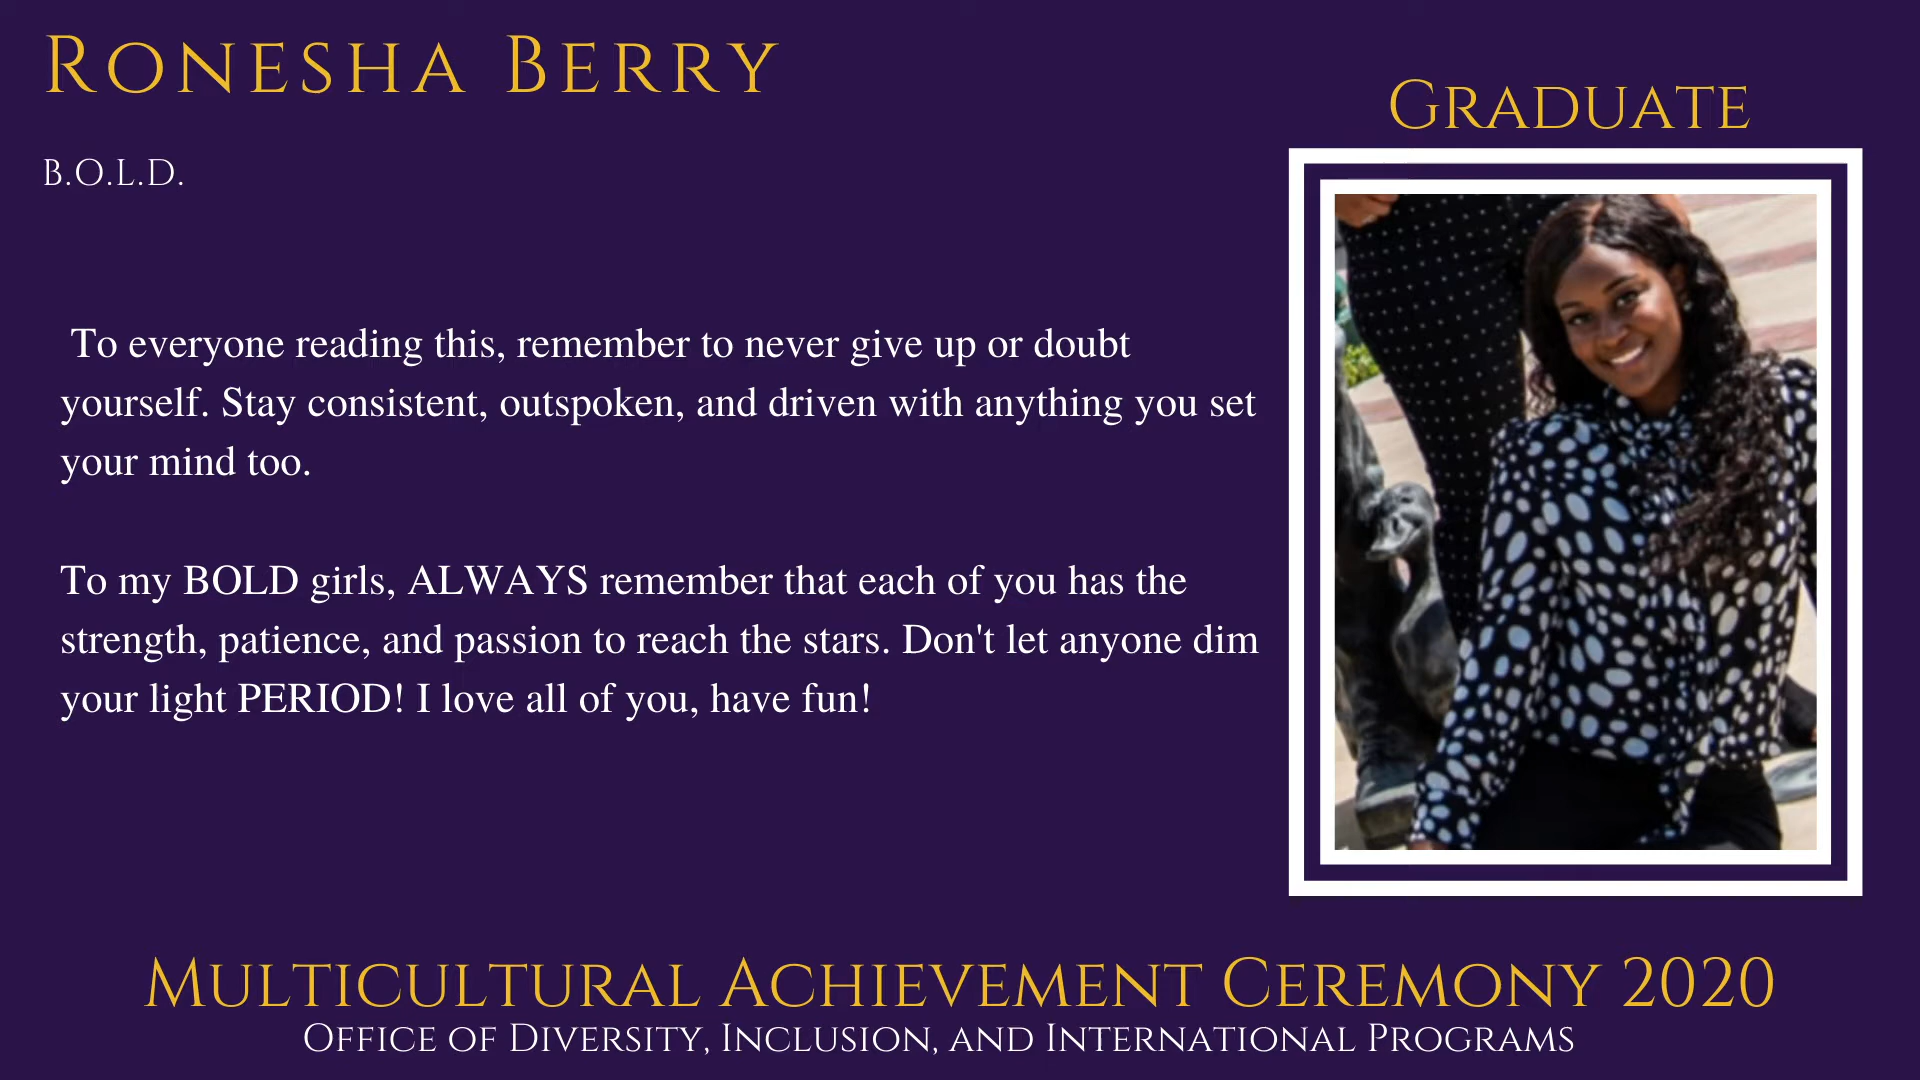 Ronesha Berry
Graduate
B.O.L.D.
To everyone reading this, remember to never give up or doubt
yourself. Stay consistent, outspoken, and driven with anything you set
your mind too.
To my BOLD girls, ALWAYS remember that each of you has the
strength, patience, and passion to reach the stars. Don't let anyone dim
your light PERIOD! I love all of you, have fun!
Multicultural Achievement Ceremony 2020
Office of Diversity, Inclusion, and International Programs